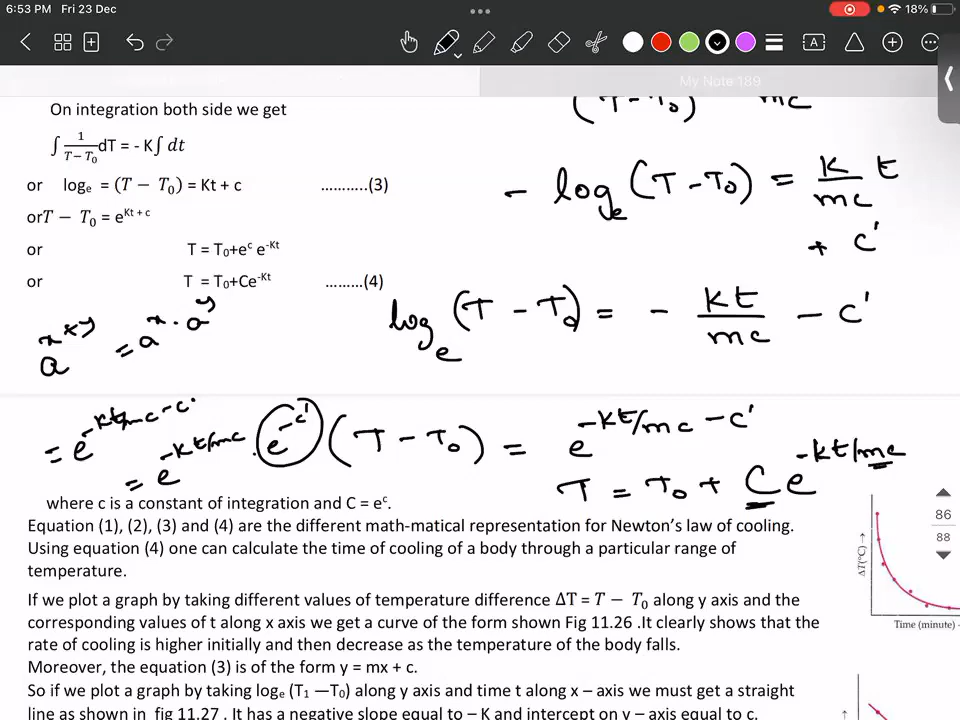 6:53 PM Fri 23 Dec
18%
My Note 189
On integration both side we get
∫ 1/(T− T₀) dT = - K∫ dt
or logₑ = (T − T₀) = Kt + c ………..(3)
orT − T₀ = e^(Kt + c)
or T = T₀+e^c e^(-Kt)
or T = T₀+Ce^(-Kt) ………(4)
(T - T₀) mc
- logₑ (T - T₀) = K/mc t
+ c'
logₑ (T - T₀) = - Kt/mc - c'
a^(x+y) = a^x · a^y
(T - T₀) = e^(-Kt/mc - c')
= e^(-Kt/mc - c')
= e^(-Kt/mc) . e^(-c')
T = T₀ + C e^(-Kt/mc)
where c is a constant of integration and C = e^c.
Equation (1), (2), (3) and (4) are the different math-matical representation for Newton's law of cooling.
Using equation (4) one can calculate the time of cooling of a body through a particular range of
temperature.
If we plot a graph by taking different values of temperature difference ΔT = T − T₀ along y axis and the
corresponding values of t along x axis we get a curve of the form shown Fig 11.26 .It clearly shows that the
rate of cooling is higher initially and then decrease as the temperature of the body falls.
Moreover, the equation (3) is of the form y = mx + c.
So if we plot a graph by taking logₑ (T₁ —T₀) along y axis and time t along x – axis we must get a straight
line as shown in fig 11.27 . It has a negative slope equal to – K and intercept on y – axis equal to c.
86
88
ΔT(°C) →
Time (minute) -
A